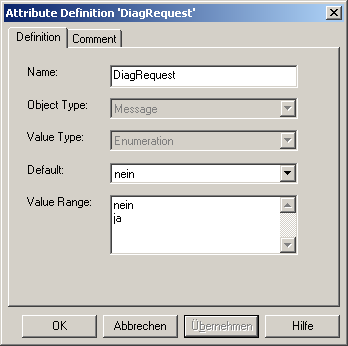 Attribute Definition 'DiagRequest'
Definition
Comment
Name:
DiagRequest
Object Type:
Message
Value Type:
Enumeration
Default:
nein
Value Range:
nein
ja
OK
Abbrechen
Übernehmen
Hilfe